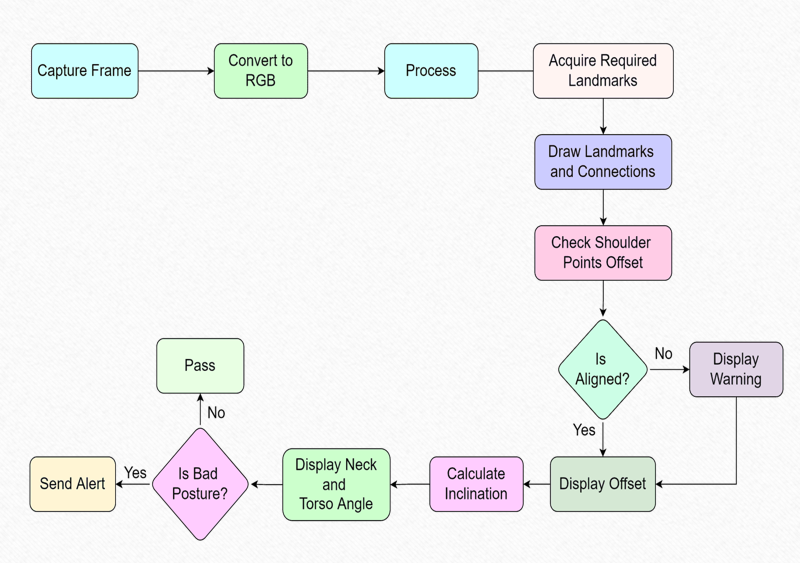 Capture Frame
Convert to
RGB
Process
Acquire Required
Landmarks
Draw Landmarks
and Connections
Check Shoulder
Points Offset
Is
Aligned?
No
Display
Warning
Yes
Display Offset
Calculate
Inclination
Display Neck
and
Torso Angle
Is Bad
Posture?
No
Pass
Yes
Send Alert